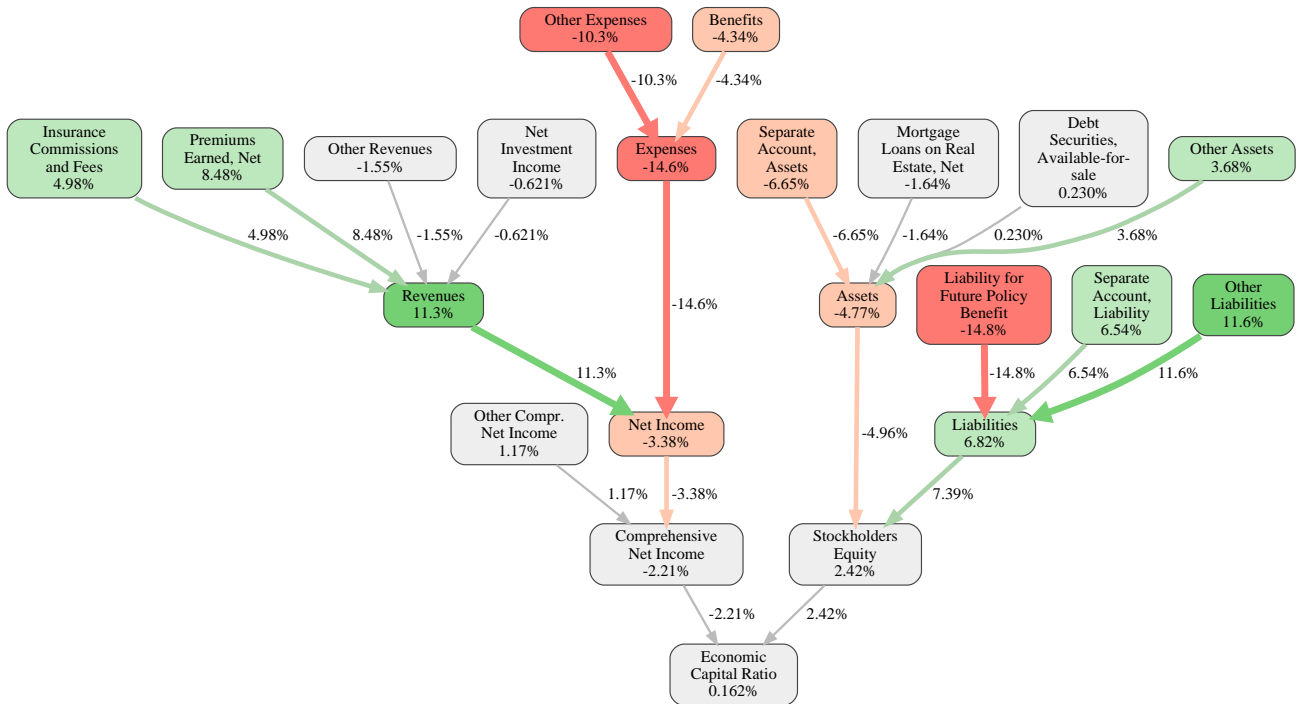 Other Expenses
-10.3%
Benefits
-4.34%
-10.3%
-4.34%
Insurance
Commissions
and Fees
4.98%
Premiums
Earned, Net
8.48%
Other Revenues
-1.55%
Net
Investment
Income
-0.621%
Expenses
-14.6%
Separate
Account,
Assets
-6.65%
Mortgage
Loans on Real
Estate, Net
-1.64%
Debt
Securities,
Available-for-
sale
0.230%
Other Assets
3.68%
4.98%
8.48%
-1.55%
-0.621%
-6.65%
-1.64%
0.230%
3.68%
Revenues
11.3%
-14.6%
Assets
-4.77%
Liability for
Future Policy
Benefit
-14.8%
Separate
Account,
Liability
6.54%
Other
Liabilities
11.6%
11.3%
-14.8%
6.54%
11.6%
Other Compr.
Net Income
1.17%
Net Income
-3.38%
-4.96%
Liabilities
6.82%
1.17%
-3.38%
7.39%
Comprehensive
Net Income
-2.21%
Stockholders
Equity
2.42%
-2.21%
2.42%
Economic
Capital Ratio
0.162%